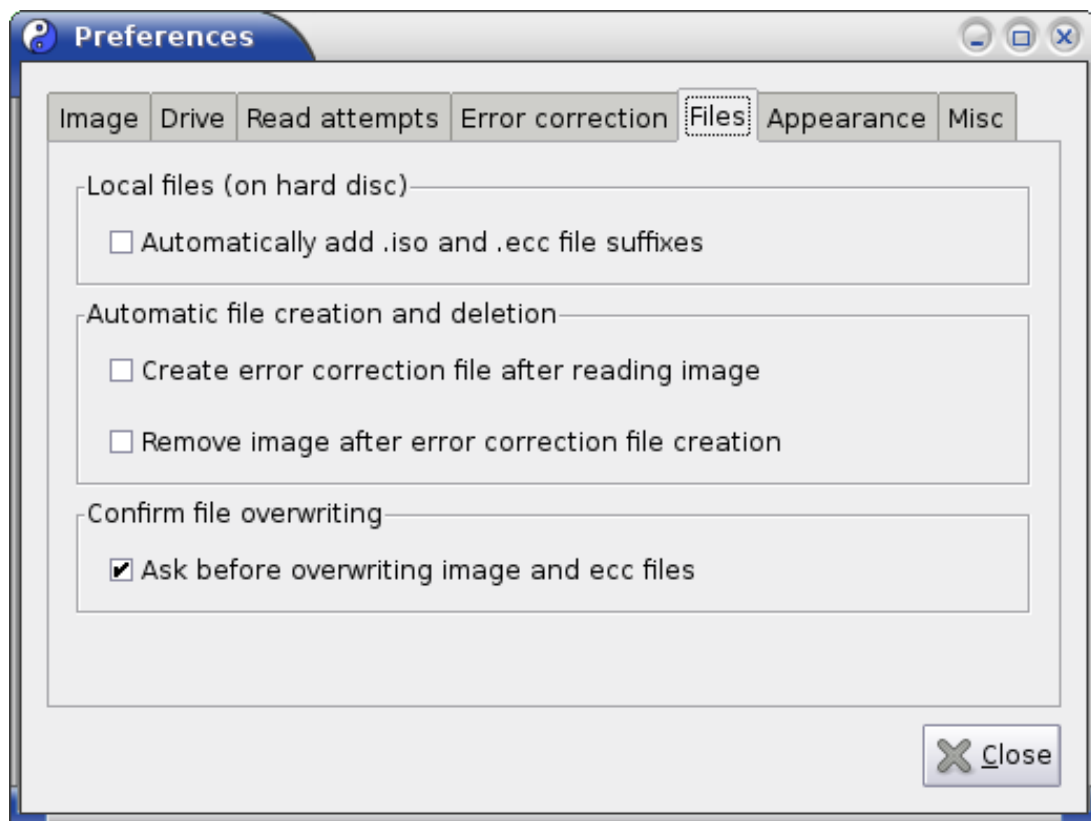 Preferences
Image Drive Read attempts Error correction Files Appearance Misc
Local files (on hard disc)
Automatically add .iso and .ecc file suffixes
Automatic file creation and deletion
Create error correction file after reading image
Remove image after error correction file creation
Confirm file overwriting
Ask before overwriting image and ecc files
Close